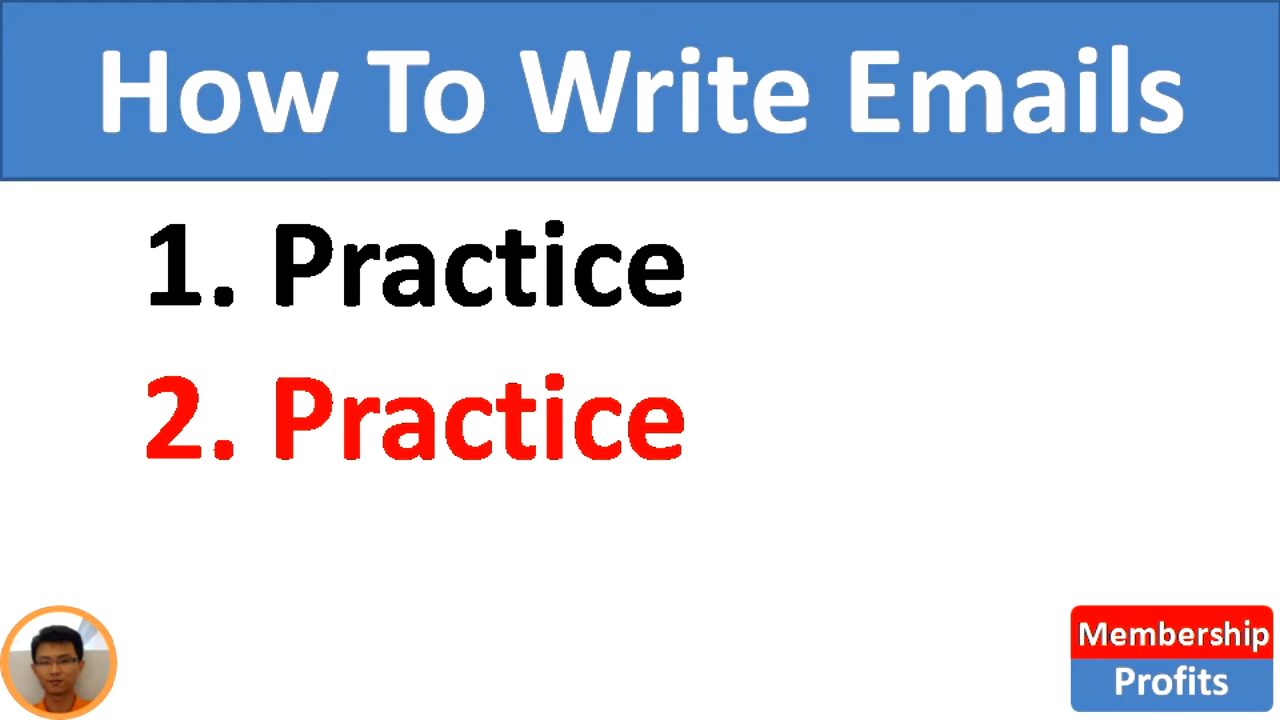 How To Write Emails
1. Practice
2. Practice
Membership
Profits